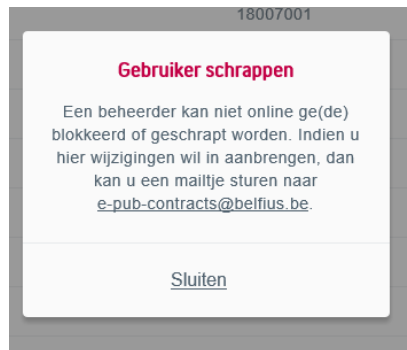 18007001
Gebruiker schrappen
Een beheerder kan niet online ge(de)
blokkeerd of geschrapt worden. Indien u
hier wijzigingen wil in aanbrengen, dan
kan u een mailtje sturen naar
e-pub-contracts@belfius.be.
Sluiten